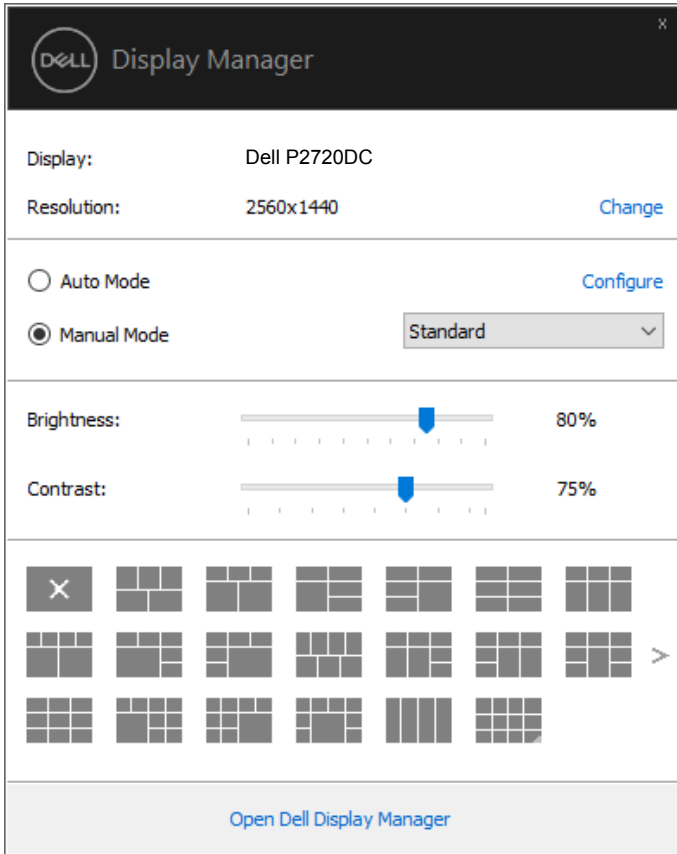 x
DELL Display Manager
Display: Dell P2720DC
Resolution: 2560x1440 Change
Auto Mode Configure
Manual Mode Standard
Brightness: 80%
Contrast: 75%
Open Dell Display Manager